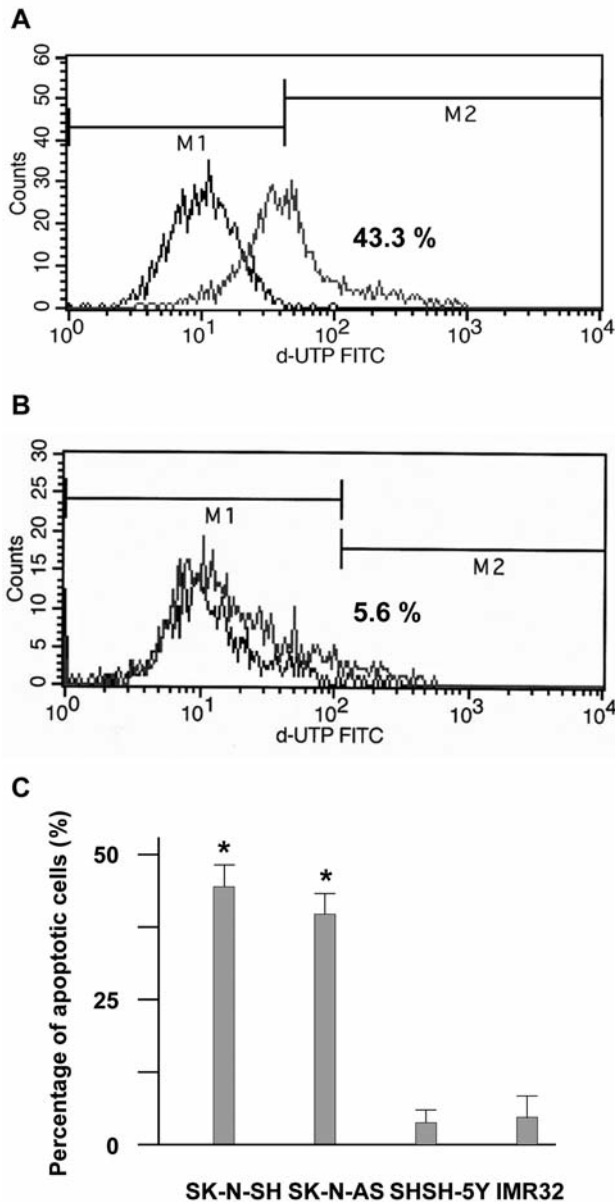 A
60
50
40
30
20
10
0
Counts
M1
M2
43.3 %
10^0 10^1 10^2 10^3 10^4
d-UTP FITC
B
30
25
20
15
10
5
0
Counts
M1
M2
5.6 %
10^0 10^1 10^2 10^3 10^4
d-UTP FITC
C
Percentage of apoptotic cells (%)
50
25
0
* *
SK-N-SH SK-N-AS SHSH-5Y IMR32